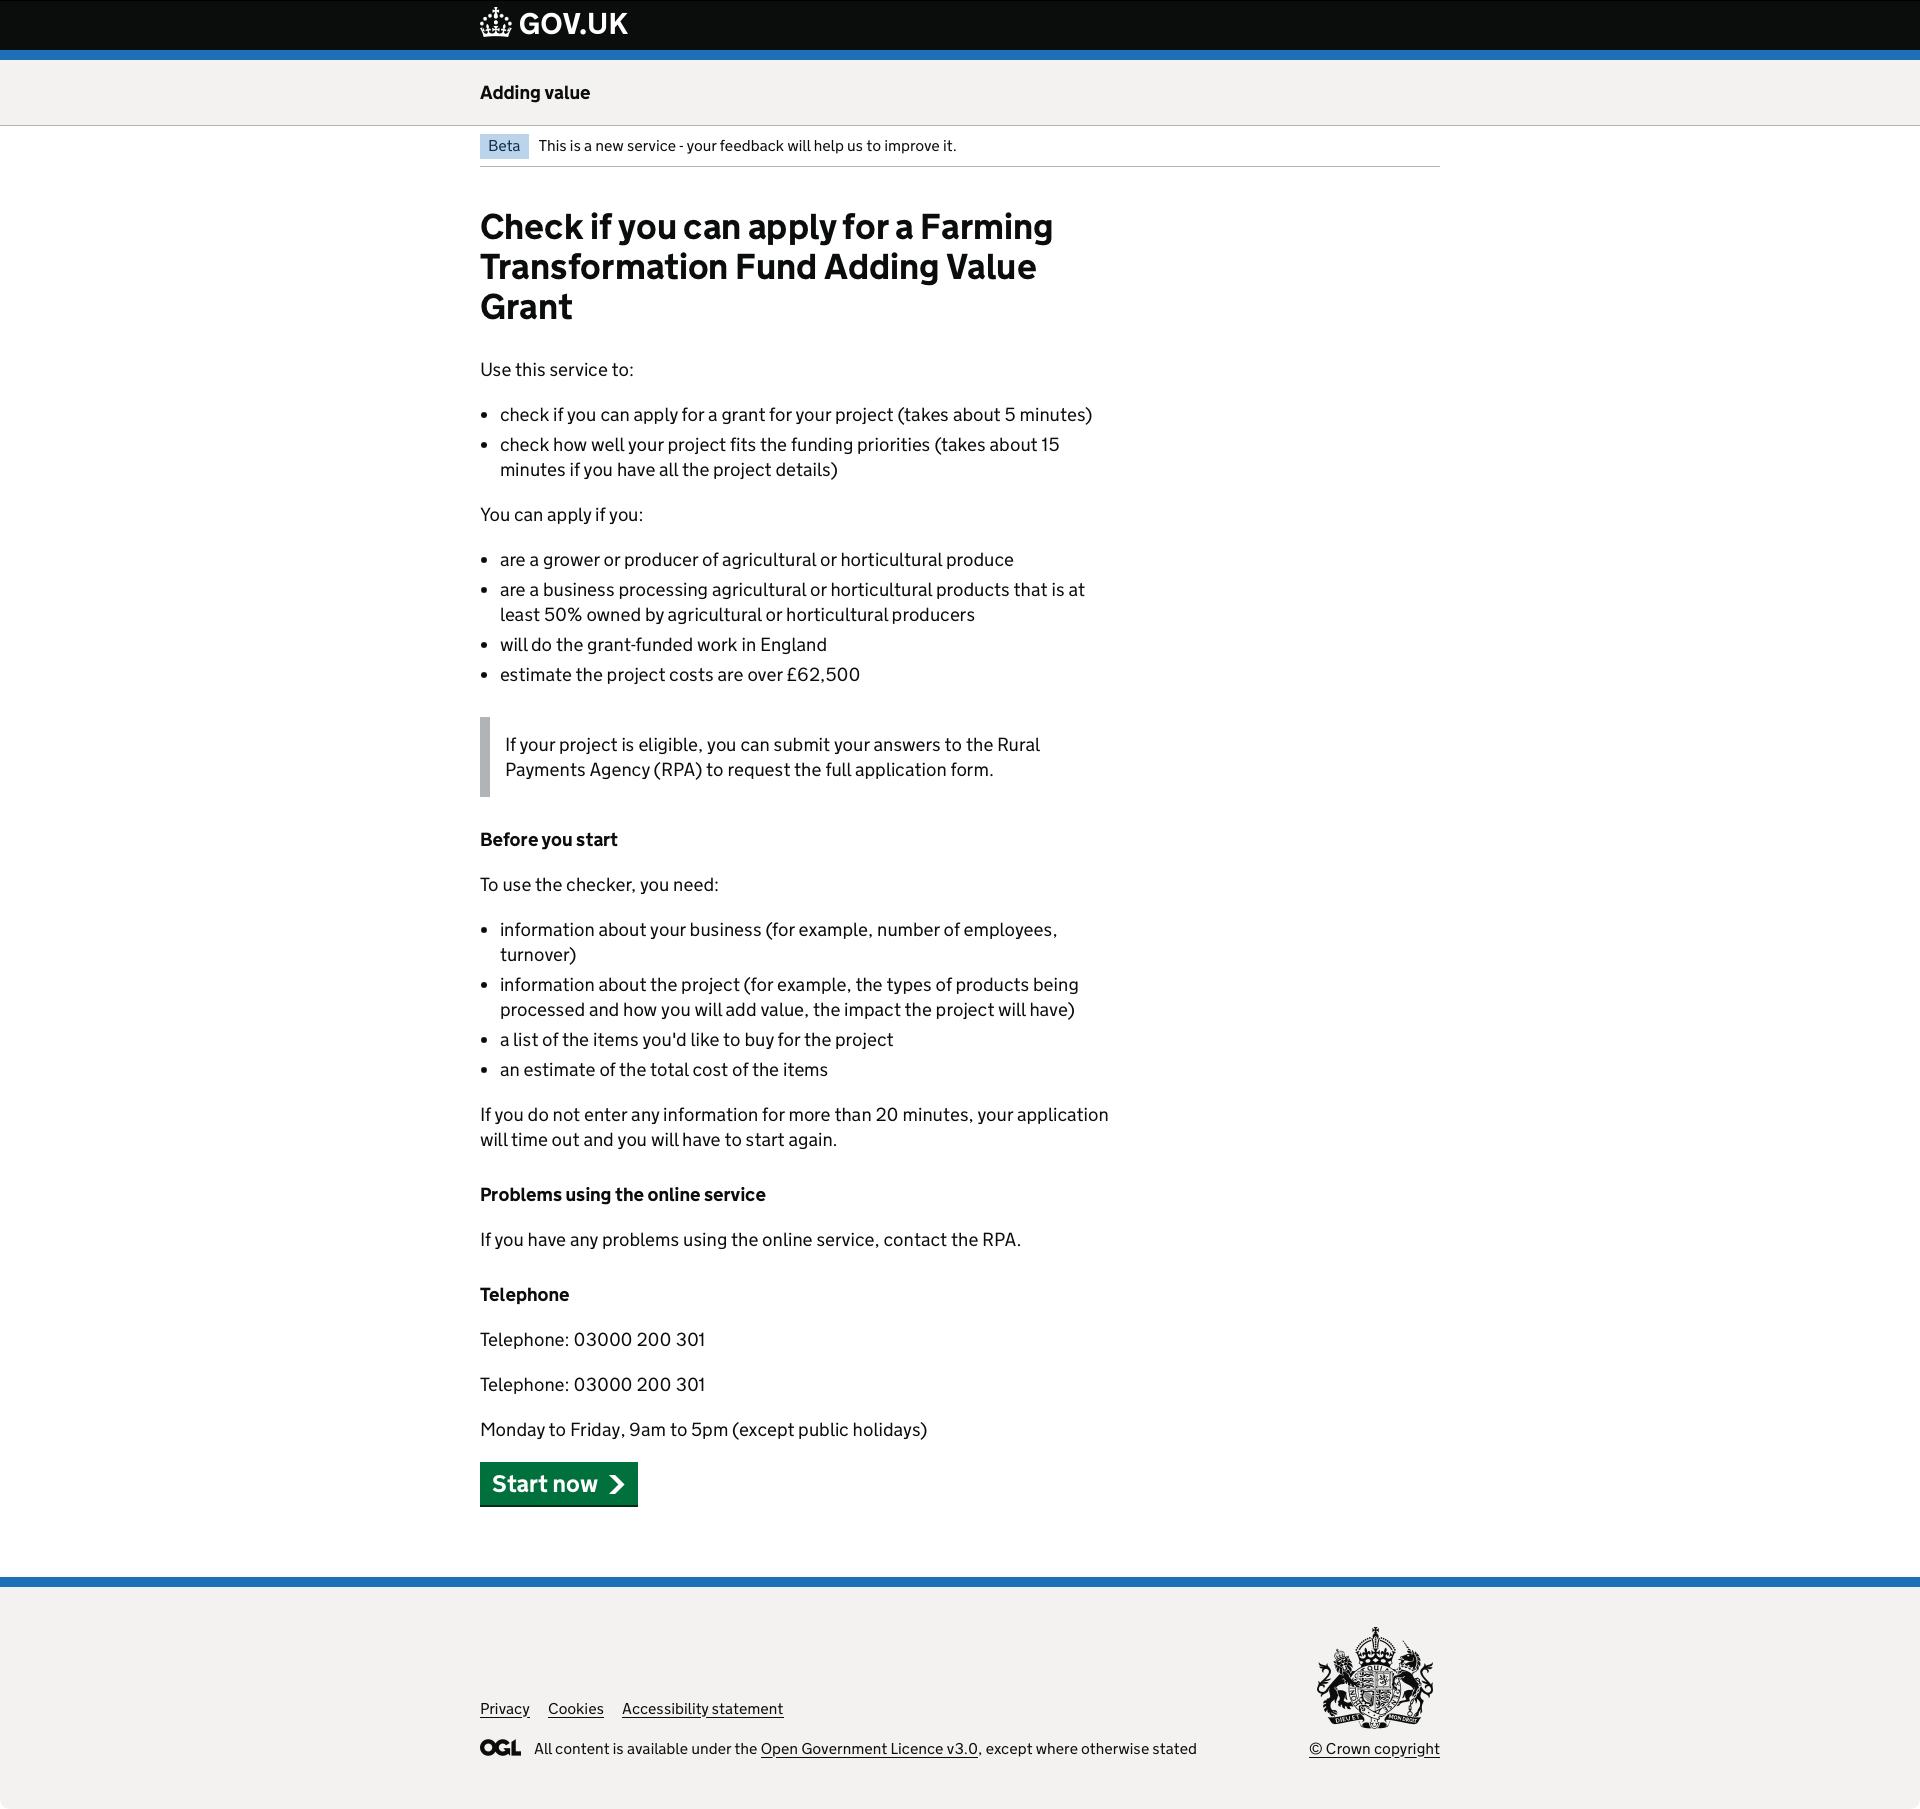 GOV.UK
Adding value
Beta This is a new service - your feedback will help us to improve it.
Check if you can apply for a Farming
Transformation Fund Adding Value
Grant
Use this service to:
• check if you can apply for a grant for your project (takes about 5 minutes)
• check how well your project fits the funding priorities (takes about 15
minutes if you have all the project details)
You can apply if you:
• are a grower or producer of agricultural or horticultural produce
• are a business processing agricultural or horticultural products that is at
least 50% owned by agricultural or horticultural producers
• will do the grant-funded work in England
• estimate the project costs are over £62,500
If your project is eligible, you can submit your answers to the Rural
Payments Agency (RPA) to request the full application form.
Before you start
To use the checker, you need:
• information about your business (for example, number of employees,
turnover)
• information about the project (for example, the types of products being
processed and how you will add value, the impact the project will have)
• a list of the items you'd like to buy for the project
• an estimate of the total cost of the items
If you do not enter any information for more than 20 minutes, your application
will time out and you will have to start again.
Problems using the online service
If you have any problems using the online service, contact the RPA.
Telephone
Telephone: 03000 200 301
Telephone: 03000 200 301
Monday to Friday, 9am to 5pm (except public holidays)
Start now
Privacy Cookies Accessibility statement
OGL All content is available under the Open Government Licence v3.0, except where otherwise stated
DIEU ET MON DROIT
© Crown copyright